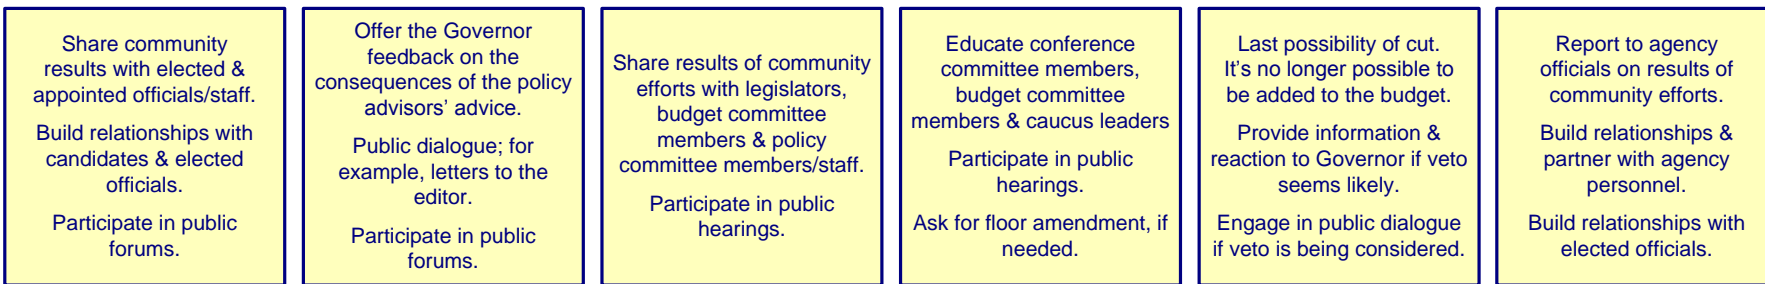 Share community
results with elected &
appointed officials/staff.
Build relationships with
candidates & elected
officials.
Participate in public
forums.
Offer the Governor
feedback on the
consequences of the policy
advisors’ advice.
Public dialogue; for
example, letters to the
editor.
Participate in public
forums.
Share results of community
efforts with legislators,
budget committee
members & policy
committee members/staff.
Participate in public
hearings.
Educate conference
committee members,
budget committee
members & caucus leaders
Participate in public
hearings.
Ask for floor amendment, if
needed.
Last possibility of cut.
It’s no longer possible to
be added to the budget.
Provide information &
reaction to Governor if veto
seems likely.
Engage in public dialogue
if veto is being considered.
Report to agency
officials on results of
community efforts.
Build relationships &
partner with agency
personnel.
Build relationships with
elected officials.